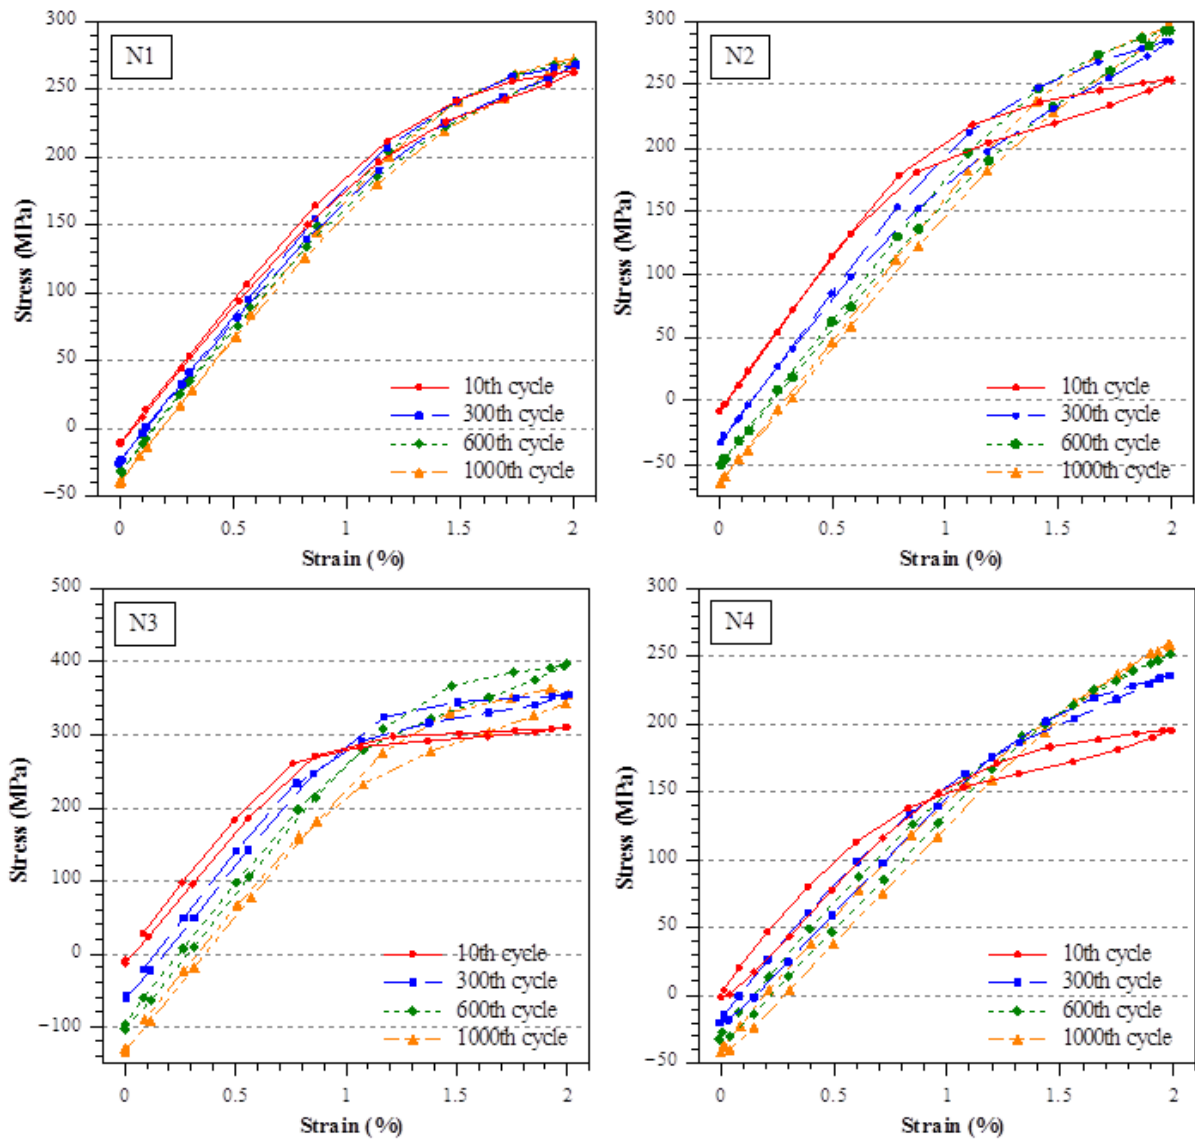 N1
Stress (MPa)
300
250
200
150
100
50
0
−50
10th cycle
300th cycle
600th cycle
1000th cycle
0 0.5 1 1.5 2
Strain (%)
N2
Stress (MPa)
300
250
200
150
100
50
0
−50
10th cycle
300th cycle
600th cycle
1000th cycle
0 0.5 1 1.5 2
Strain (%)
N3
Stress (MPa)
500
400
300
200
100
0
−100
10th cycle
300th cycle
600th cycle
1000th cycle
0 0.5 1 1.5 2
Strain (%)
N4
Stress (MPa)
300
250
200
150
100
50
0
−50
10th cycle
300th cycle
600th cycle
1000th cycle
0 0.5 1 1.5 2
Strain (%)